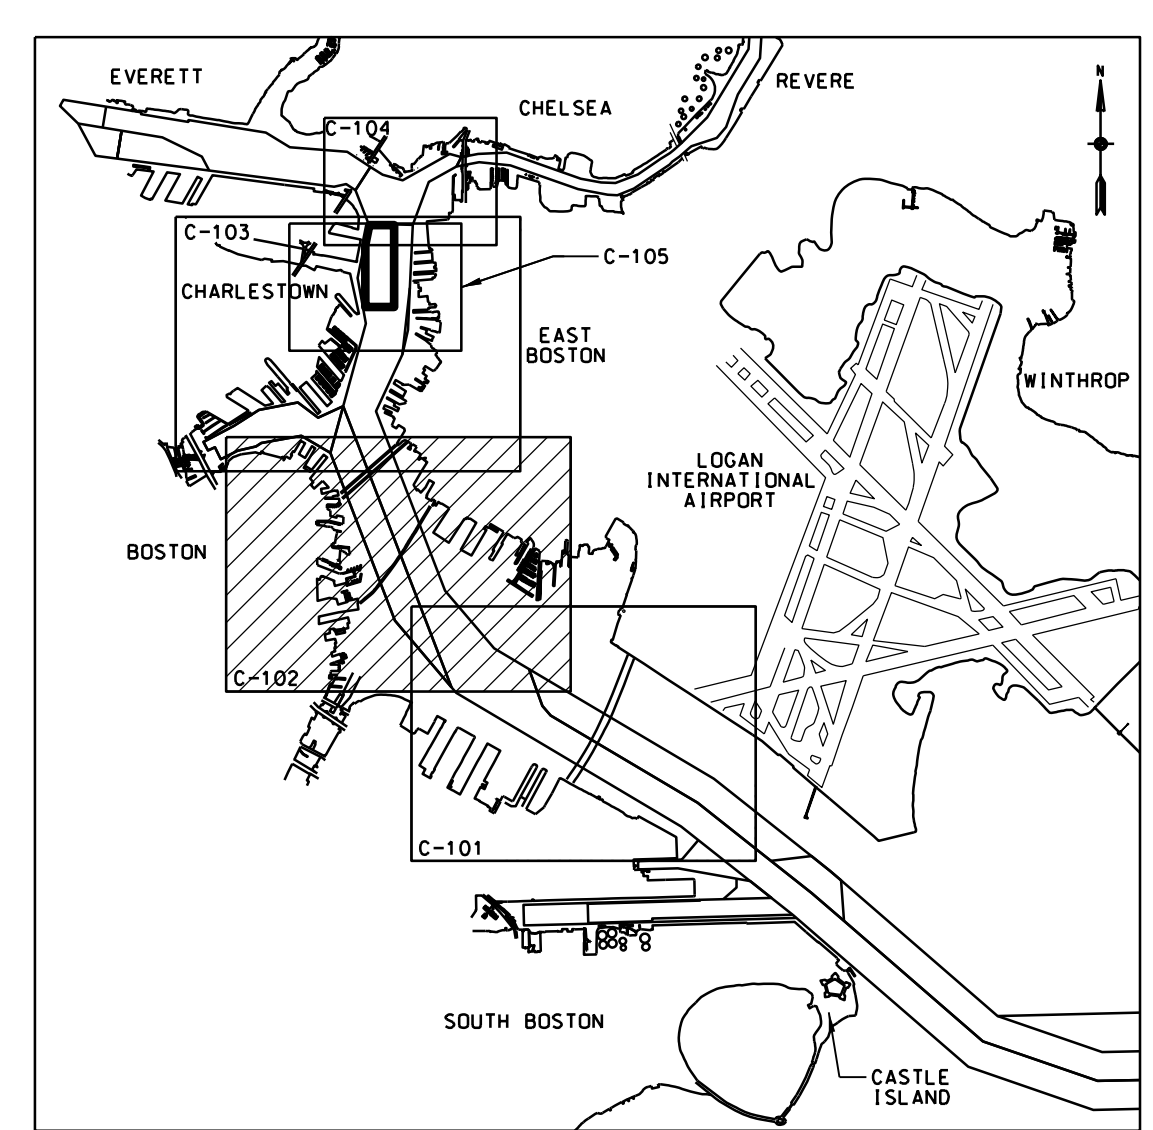 EVERETT
REVERE
N
CHELSEA
C-104
C-103
C-105
CHARLESTOWN
EAST
BOSTON
WINTHROP
LOGAN
INTERNATIONAL
AIRPORT
BOSTON
C-102
C-101
SOUTH BOSTON
CASTLE
ISLAND